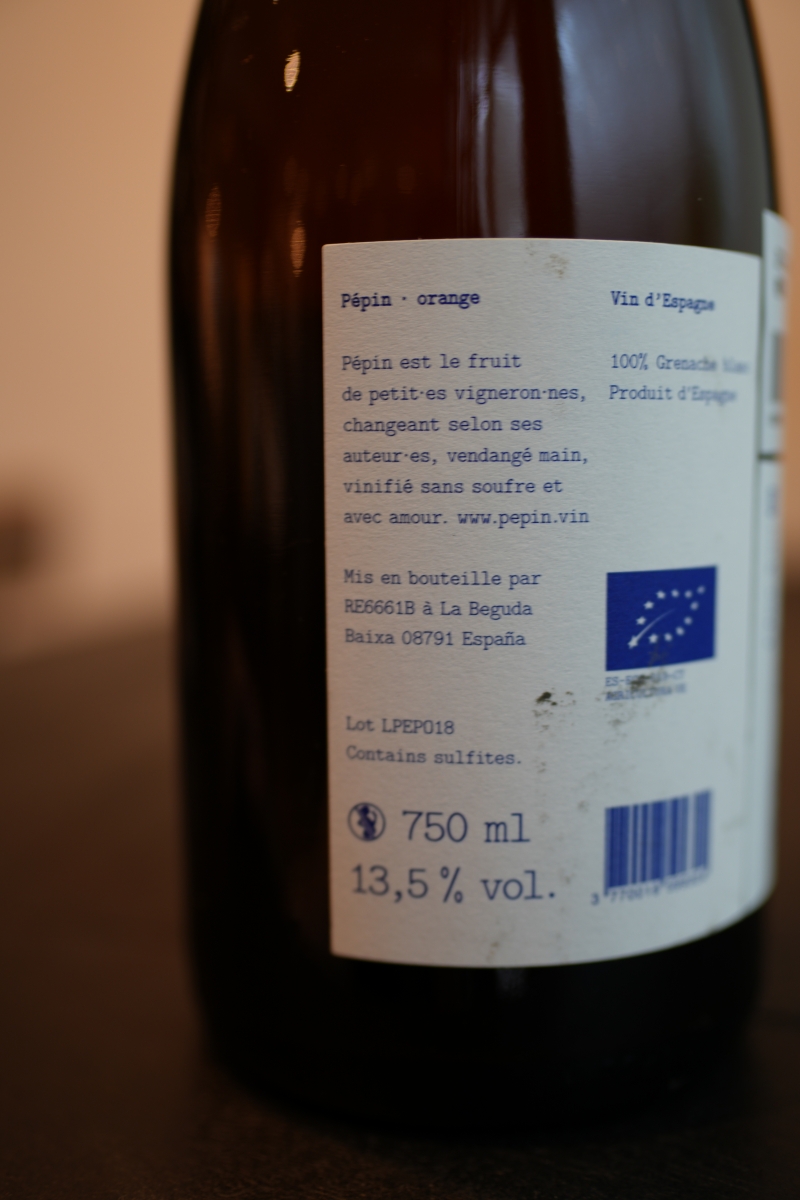 Pépin · orange
Pépin est le fruit
de petit·es vigneron·nes,
changeant selon ses
auteur·es, vendangé main,
vinifié sans soufre et
avec amour. www.pepin.vin
Mis en bouteille par
RE6661B à La Beguda
Baixa 08791 España
Lot LPEP018
Contains sulfites.
750 ml
13,5 % vol.
Vin d'Espagne
100% Grenache blanc
Produit d'Espagne